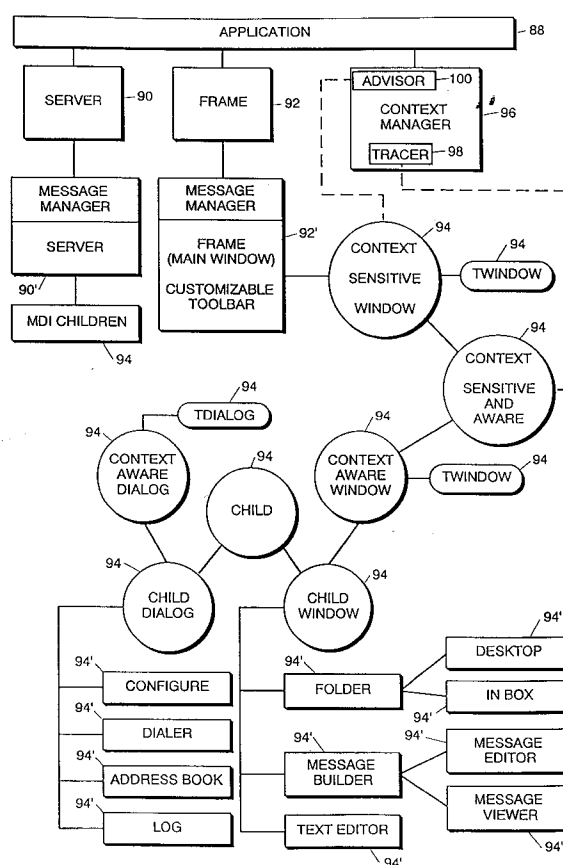 APPLICATION
88
SERVER
90
FRAME
92
ADVISOR
100
CONTEXT
MANAGER
96
TRACER
98
MESSAGE
MANAGER
SERVER
90'
MDI CHILDREN
94
MESSAGE
MANAGER
FRAME
(MAIN WINDOW)
CUSTOMIZABLE
TOOLBAR
92'
94
CONTEXT
SENSITIVE
WINDOW
94
TWINDOW
94
CONTEXT
SENSITIVE
AND
AWARE
94
TDIALOG
94
CONTEXT
AWARE
DIALOG
94
CHILD
94
CONTEXT
AWARE
WINDOW
94
TWINDOW
94
CHILD
DIALOG
94
CHILD
WINDOW
94'
CONFIGURE
94'
DIALER
94'
ADDRESS BOOK
94'
LOG
94'
FOLDER
94'
DESKTOP
IN BOX
94'
94'
MESSAGE
BUILDER
94'
MESSAGE
EDITOR
MESSAGE
VIEWER
94'
TEXT EDITOR
94'